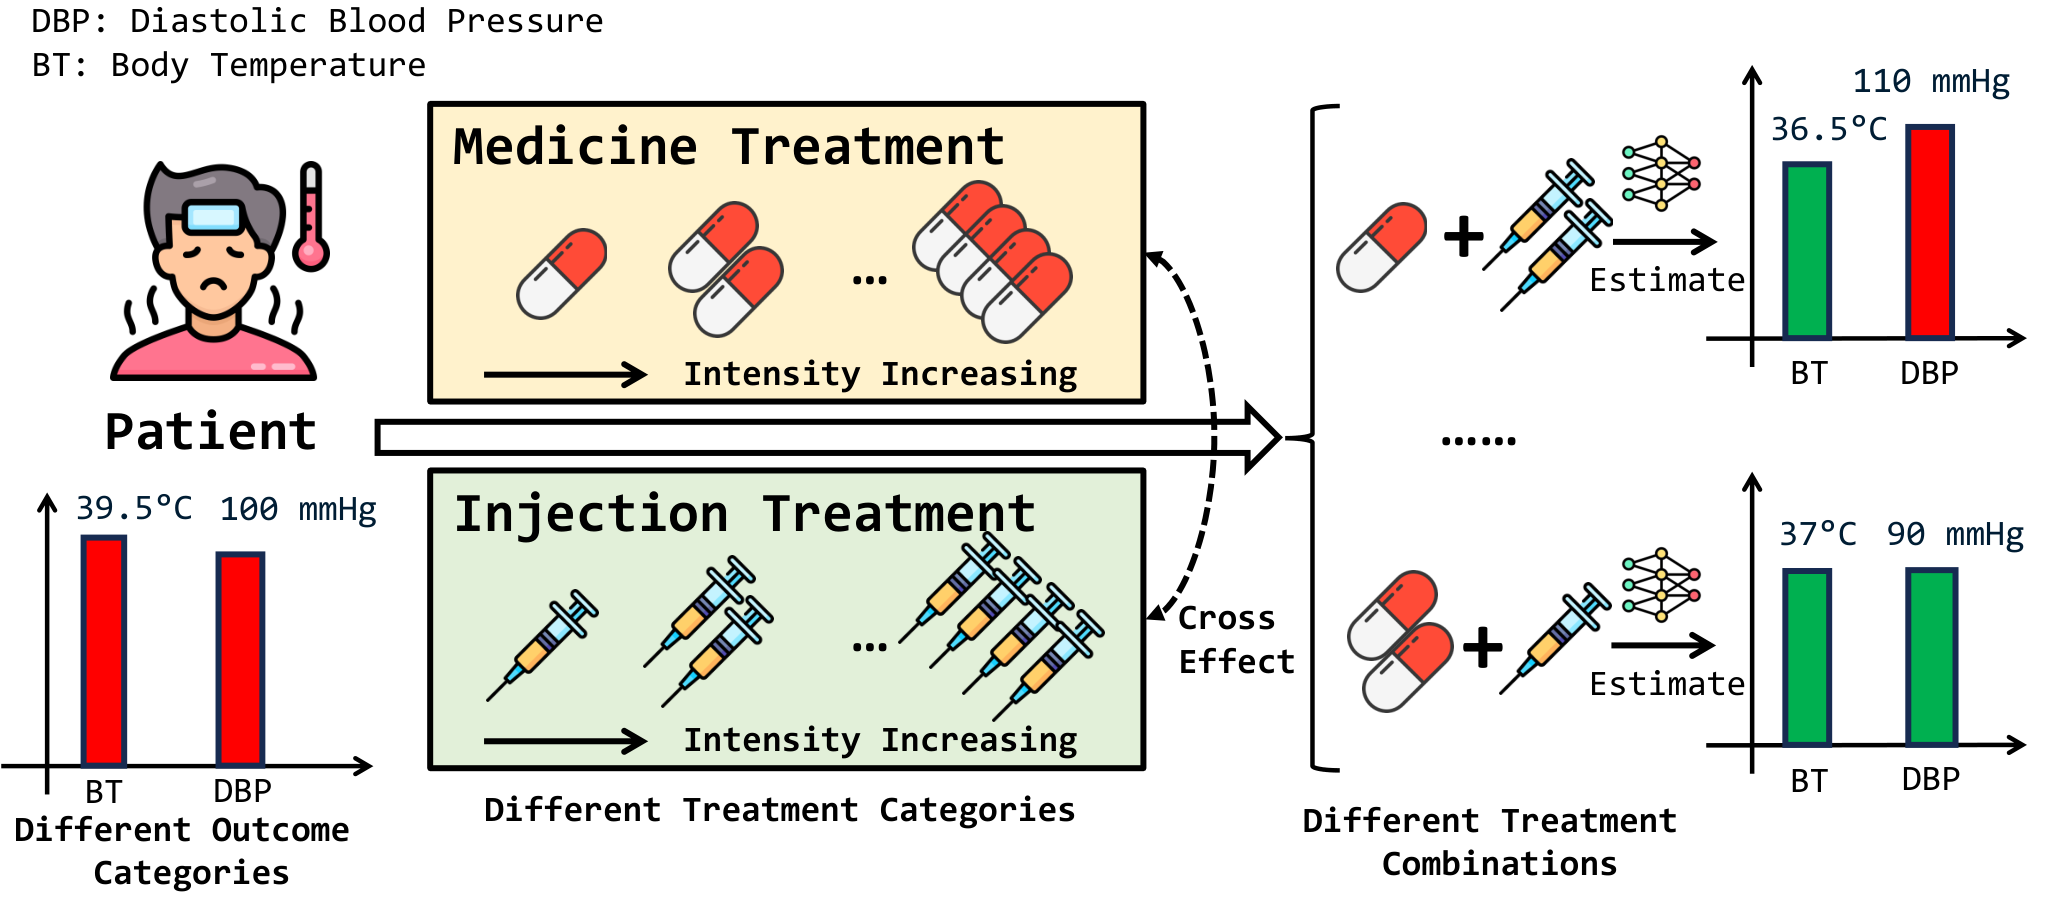 DBP: Diastolic Blood Pressure
BT: Body Temperature
Patient
39.5°C 100 mmHg
BT DBP
Different Outcome
Categories
Medicine Treatment
...
Intensity Increasing
Injection Treatment
...
Intensity Increasing
Different Treatment Categories
Cross
Effect
+
Estimate
36.5°C
110 mmHg
BT DBP
......
+
Estimate
37°C 90 mmHg
BT DBP
Different Treatment
Combinations